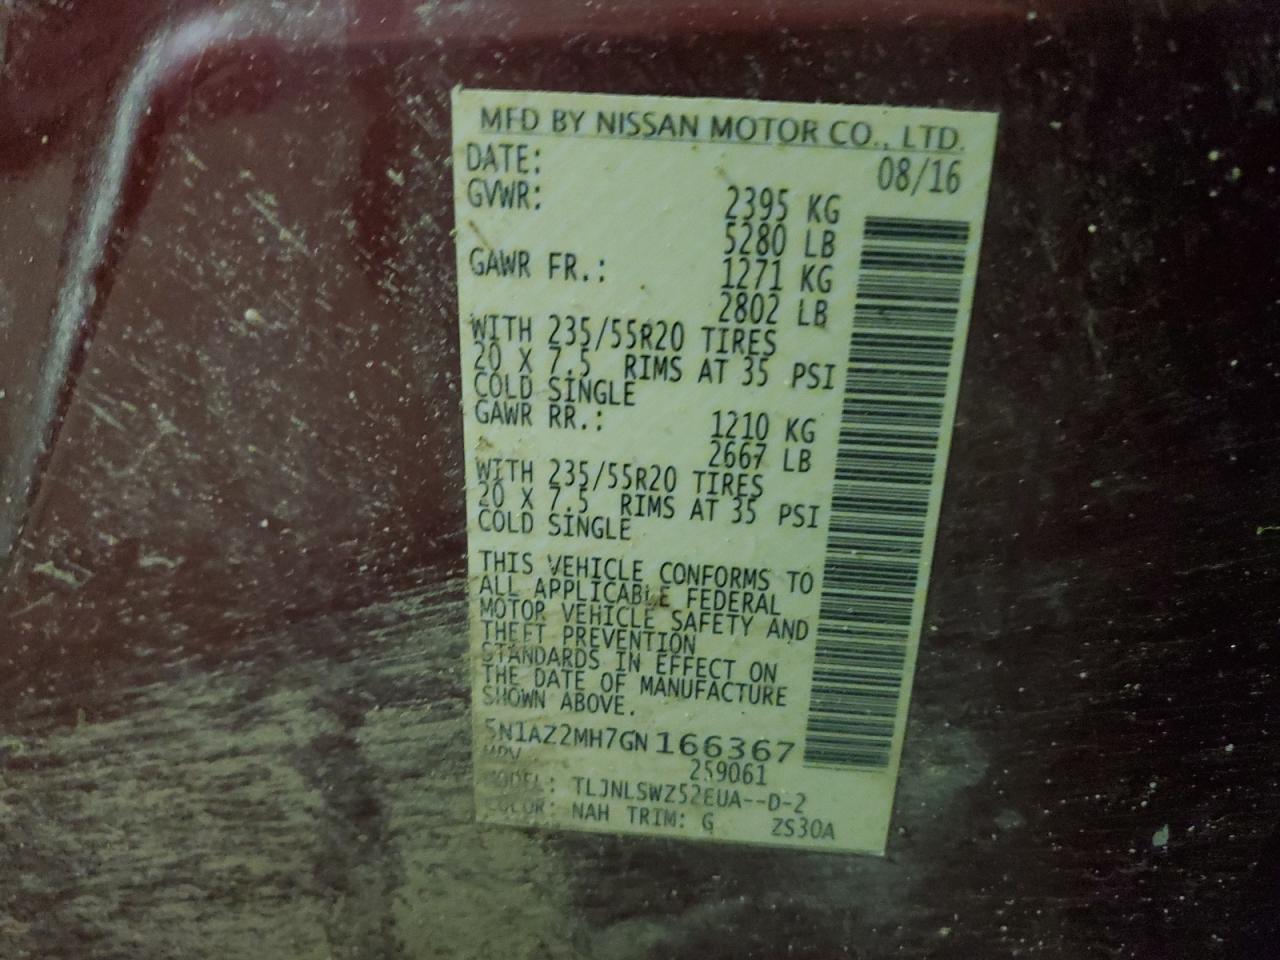 MFD BY NISSAN MOTOR CO., LTD.
DATE: 08/16
GVWR: 2395 KG
5280 LB
GAWR FR.: 1271 KG
2802 LB
WITH 235/55R20 TIRES
20 X 7.5 RIMS AT 35 PSI
COLD SINGLE
GAWR RR.: 1210 KG
2667 LB
WITH 235/55R20 TIRES
20 X 7.5 RIMS AT 35 PSI
COLD SINGLE
THIS VEHICLE CONFORMS TO
ALL APPLICABLE FEDERAL
MOTOR VEHICLE SAFETY AND
THEFT PREVENTION
STANDARDS IN EFFECT ON
THE DATE OF MANUFACTURE
SHOWN ABOVE.
5N1AZ2MH7GN166367
MPV 259061
MODEL: TLJNLSWZ52EUA--D-2
COLOR: NAH TRIM: G ZS30A